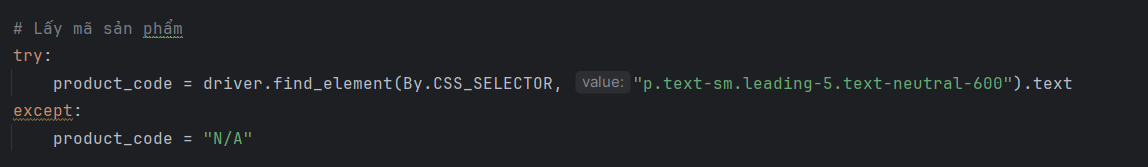 # Lấy mã sản phẩm
try:
product_code = driver.find_element(By.CSS_SELECTOR, value: "p.text-sm.leading-5.text-neutral-600").text
except:
product_code = "N/A"